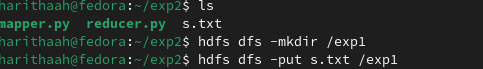 harithaah@fedora:~/exp2$ ls
mapper.py reducer.py s.txt
harithaah@fedora:~/exp2$ hdfs dfs -mkdir /exp1
harithaah@fedora:~/exp2$ hdfs dfs -put s.txt /exp1